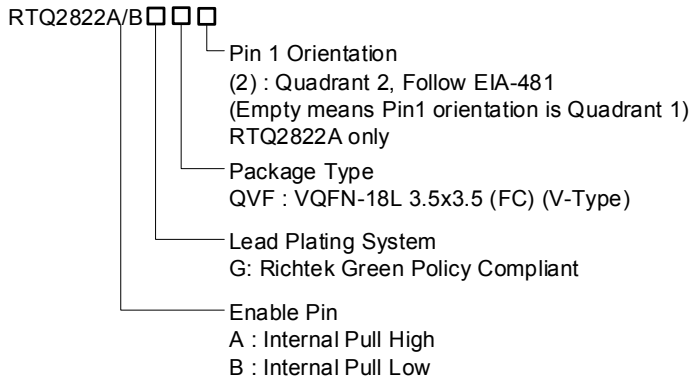 RTQ2822A/B□□□
Pin 1 Orientation
(2) : Quadrant 2, Follow EIA-481
(Empty means Pin1 orientation is Quadrant 1)
RTQ2822A only
Package Type
QVF : VQFN-18L 3.5x3.5 (FC) (V-Type)
Lead Plating System
G: Richtek Green Policy Compliant
Enable Pin
A : Internal Pull High
B : Internal Pull Low